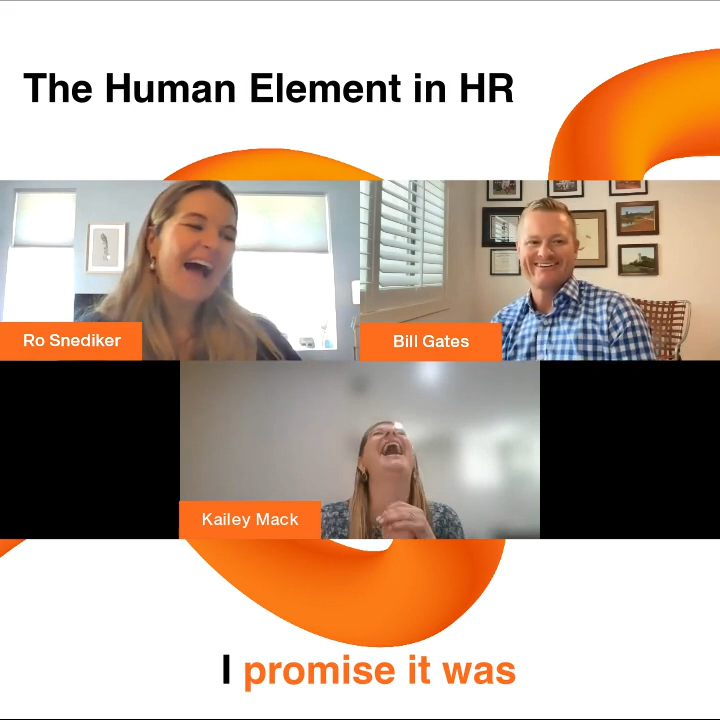 The Human Element in HR
Ro Snediker
Bill Gates
Kailey Mack
I promise it was